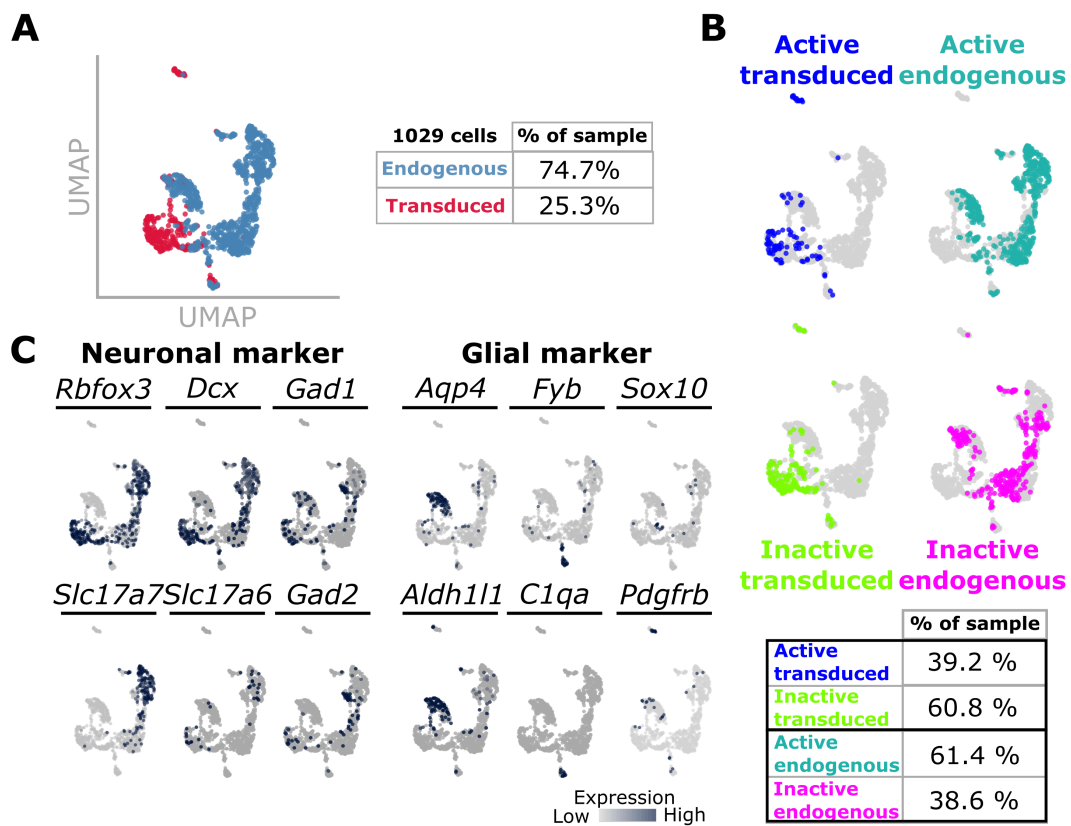 A
UMAP
UMAP
1029 cells % of sample
Endogenous 74.7%
Transduced 25.3%
B
Active transduced
Active endogenous
Inactive transduced
Inactive endogenous
% of sample
Active transduced 39.2 %
Inactive transduced 60.8 %
Active endogenous 61.4 %
Inactive endogenous 38.6 %
C
Neuronal marker Glial marker
Rbfox3 Dcx Gad1 Aqp4 Fyb Sox10
Slc17a7 Slc17a6 Gad2 Aldh1l1 C1qa Pdgfrb
Expression
Low High